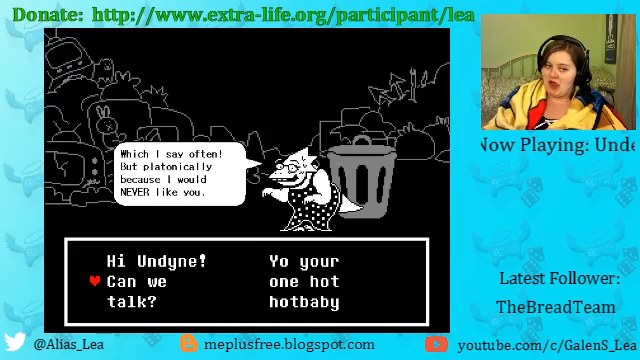 Donate: http://www.extra-life.org/participant/lea
Which I say often!
But platonically
because I would
NEVER like you.
Now Playing: Unde
Hi Undyne!
Can we
talk?
Yo your
one hot
hotbaby
Latest Follower:
TheBreadTeam
@Alias_Lea
meplusfree.blogspot.com
youtube.com/c/GalenS_Lea